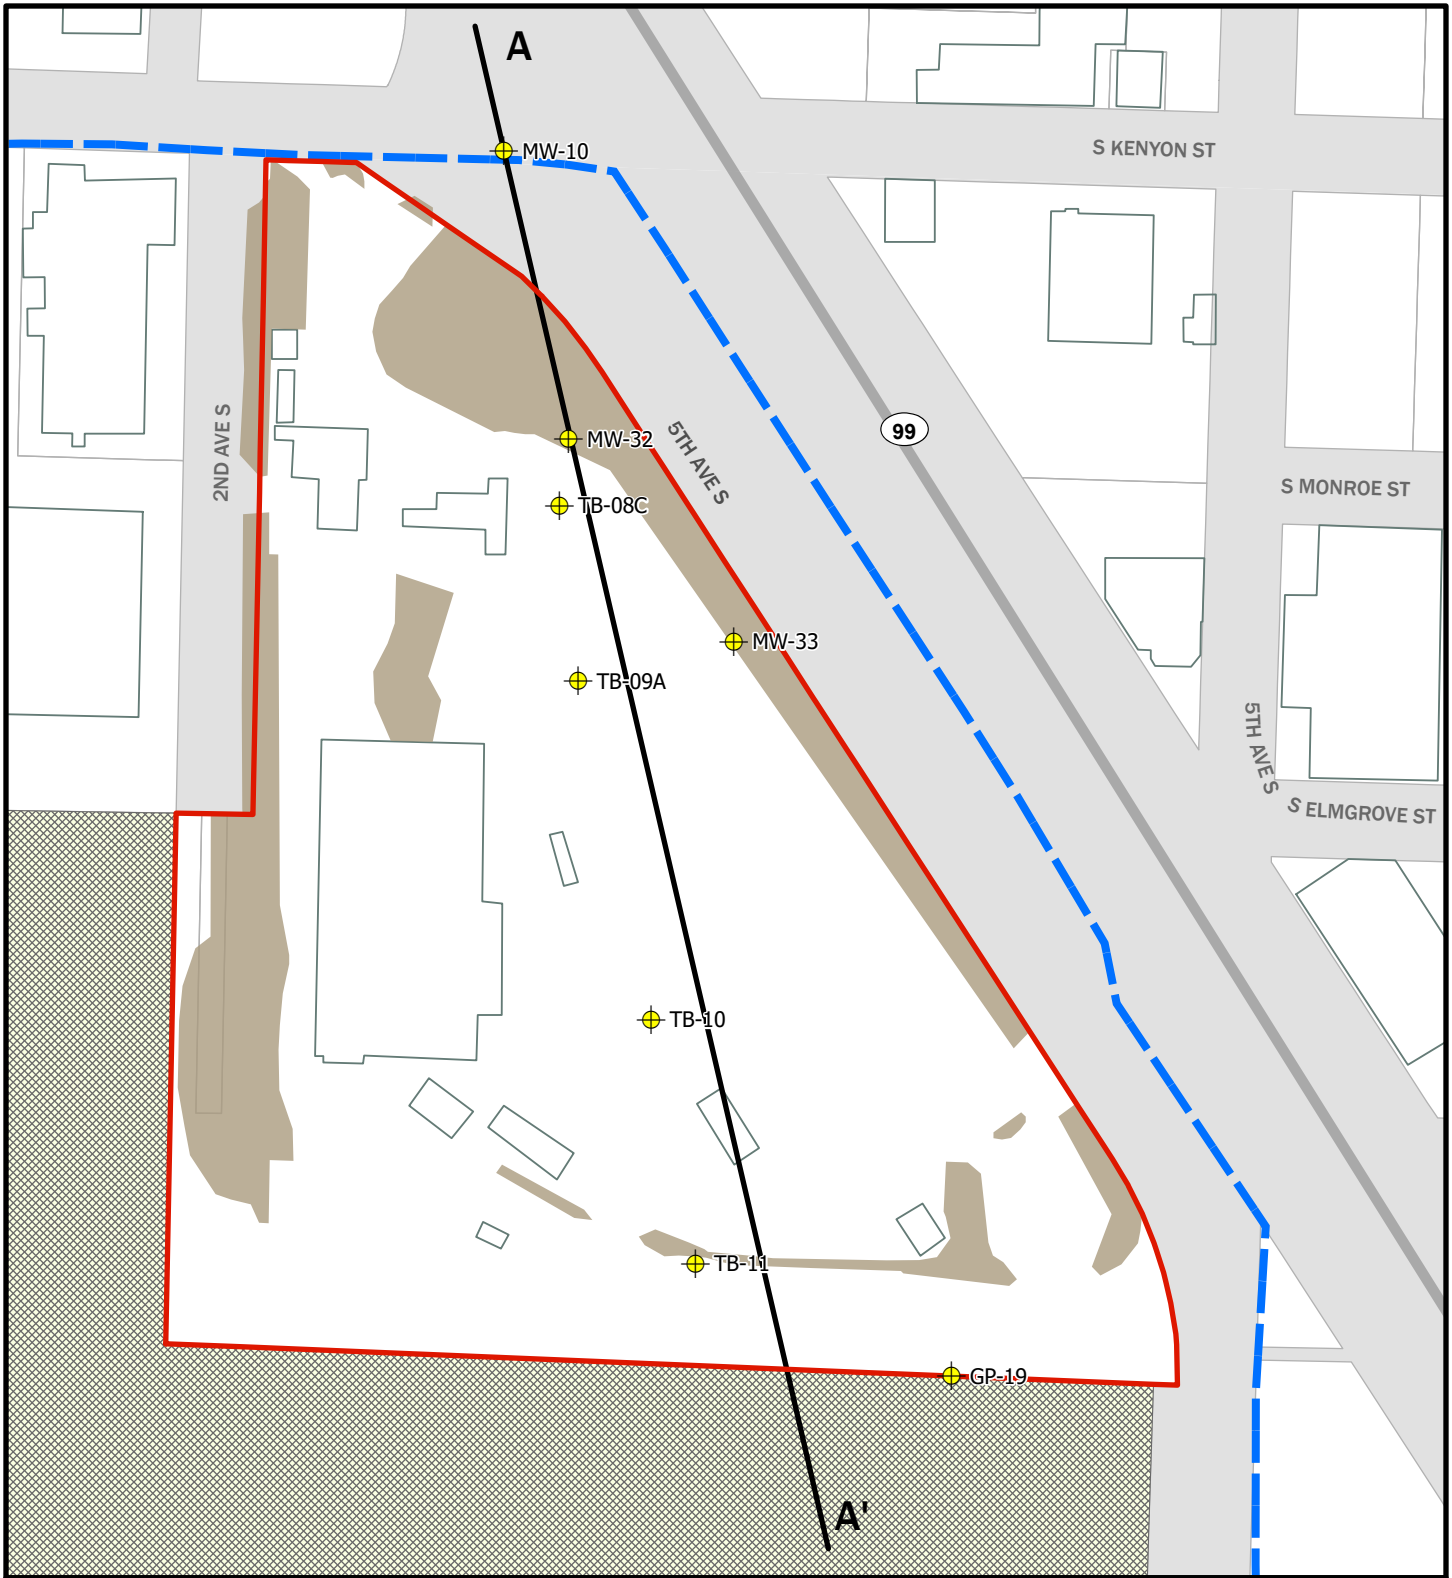 A
MW-10
S KENYON ST
2ND AVE S
99
MW-32
5TH AVE S
S MONROE ST
TB-08C
MW-33
TB-09A
5TH AVE S
S ELMGROVE ST
TB-10
TB-11
GP-19
A'